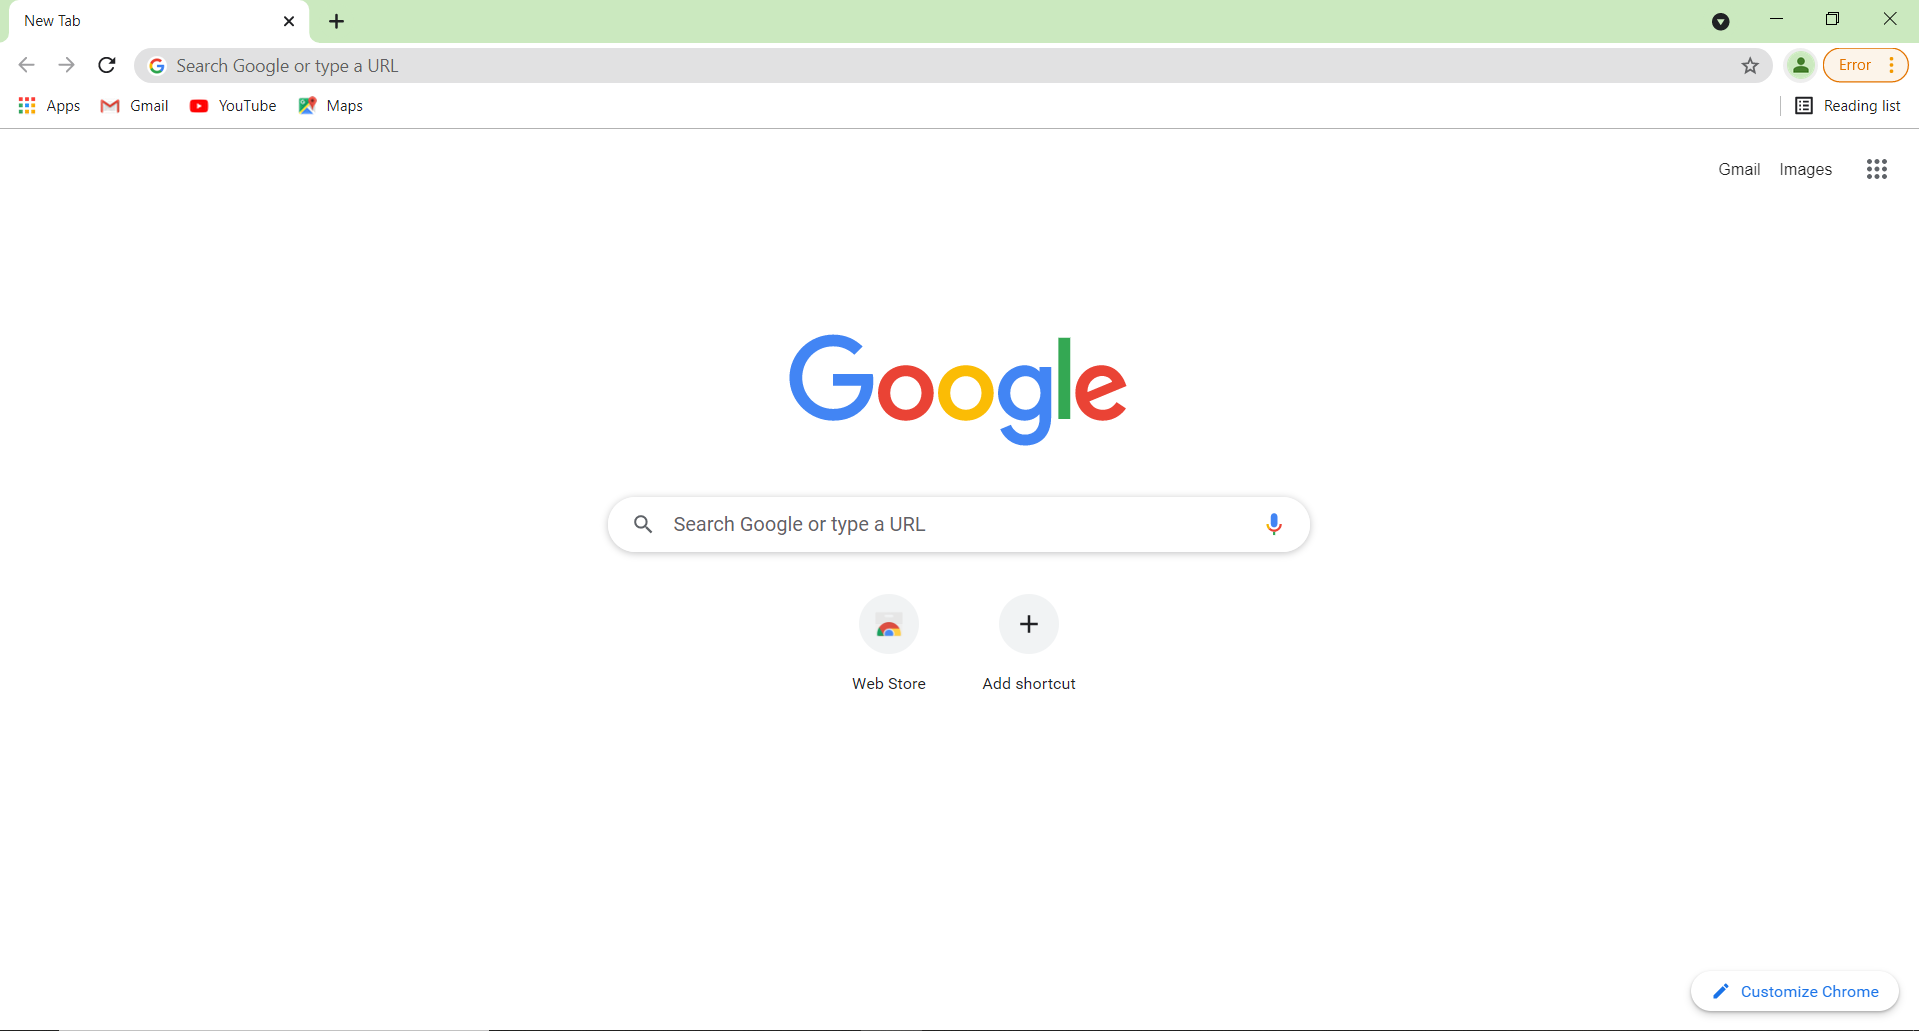 New Tab
Search Google or type a URL
Error
Apps Gmail YouTube Maps Reading list
Gmail Images
Google
Search Google or type a URL
Web Store Add shortcut
Customize Chrome